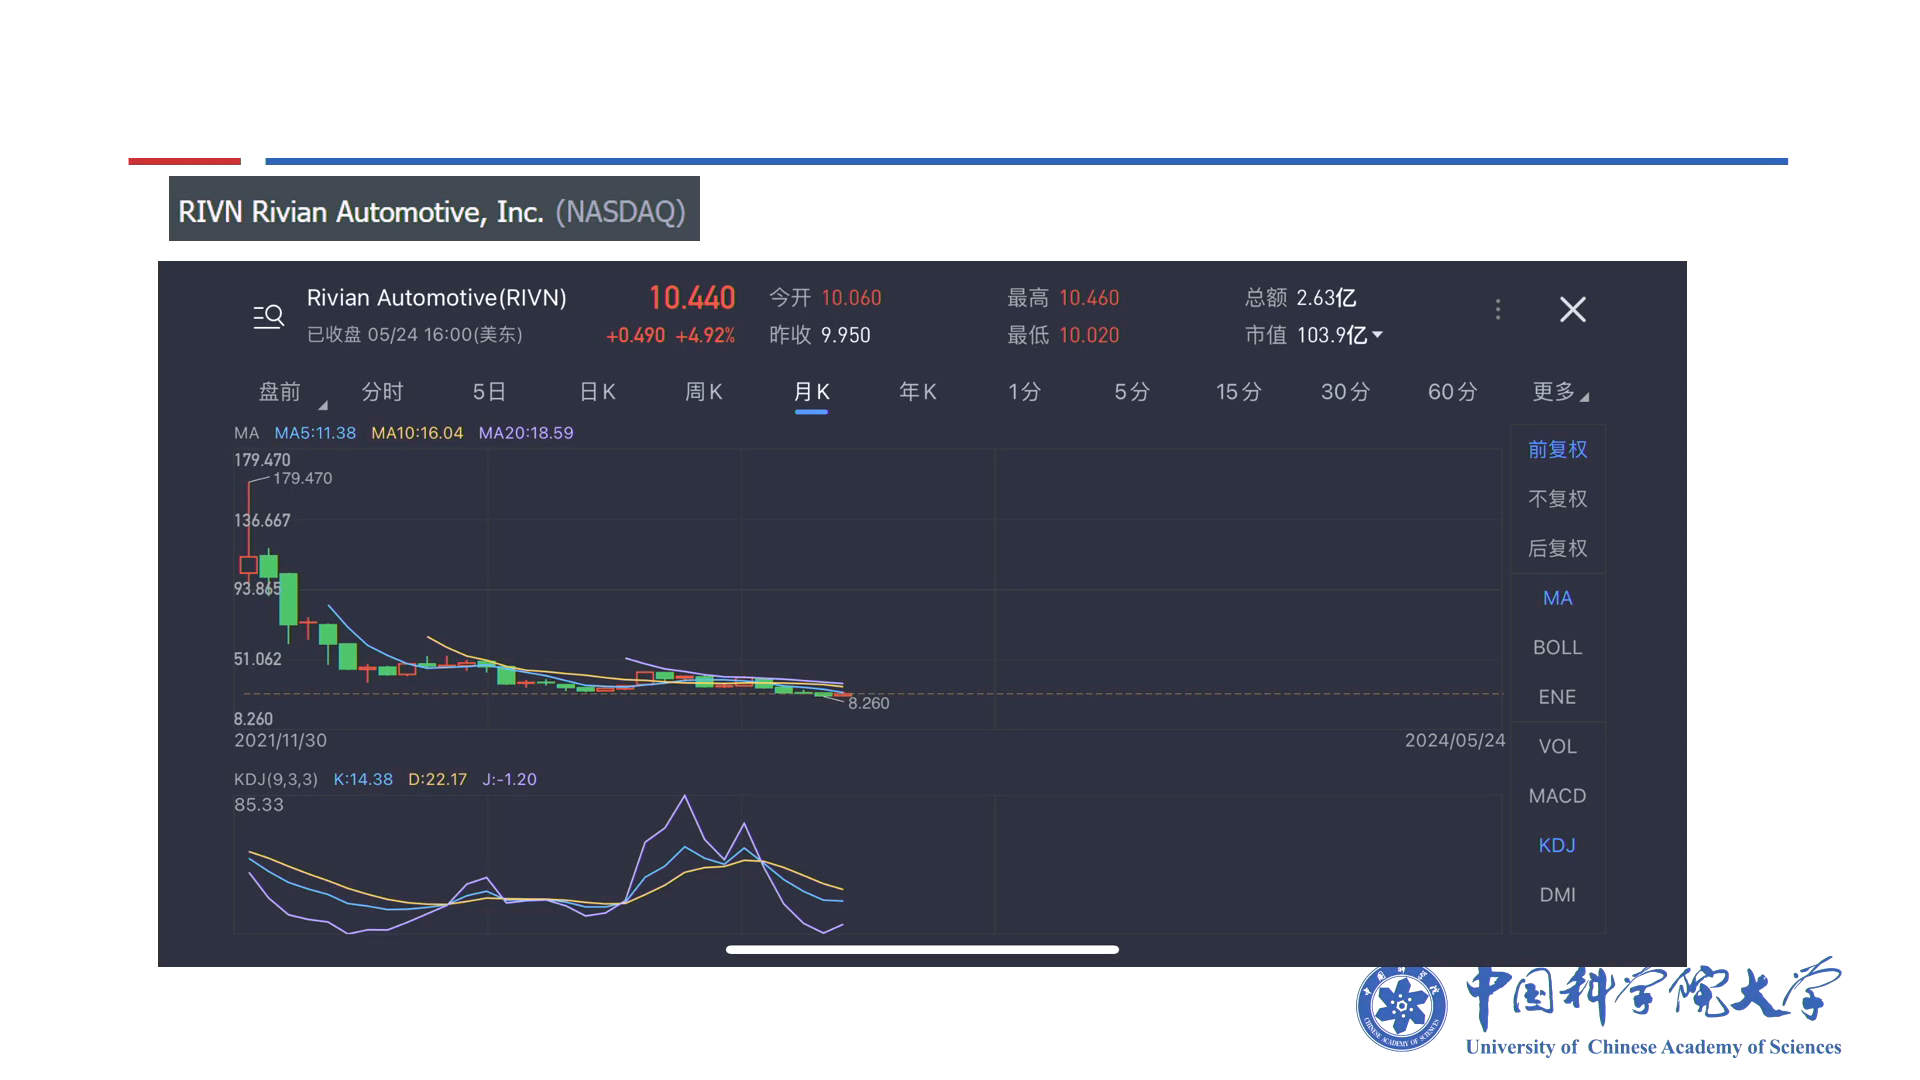 RIVN Rivian Automotive, Inc. (NASDAQ)
Rivian Automotive(RIVN) 10.440 今开 10.060 最高 10.460 总额 2.63亿
已收盘 05/24 16:00(美东) +0.490 +4.92% 昨收 9.950 最低 10.020 市值 103.9亿
盘前 分时 5日 日K 周K 月K 年K 1分 5分 15分 30分 60分 更多
MA MA5:11.38 MA10:16.04 MA20:18.59
179.470
179.470
136.667
93.865
51.062
8.260
8.260
2021/11/30 2024/05/24
KDJ(9,3,3) K:14.38 D:22.17 J:-1.20
85.33
前复权
不复权
后复权
MA
BOLL
ENE
VOL
MACD
KDJ
DMI
中国科学院大学
University of Chinese Academy of Sciences